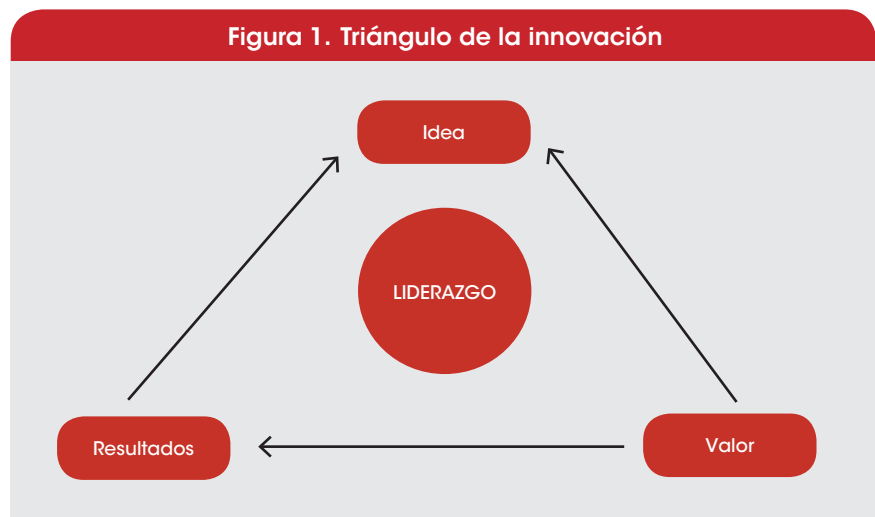 Figura 1. Triángulo de la innovación
Idea
LIDERAZGO
Resultados
Valor